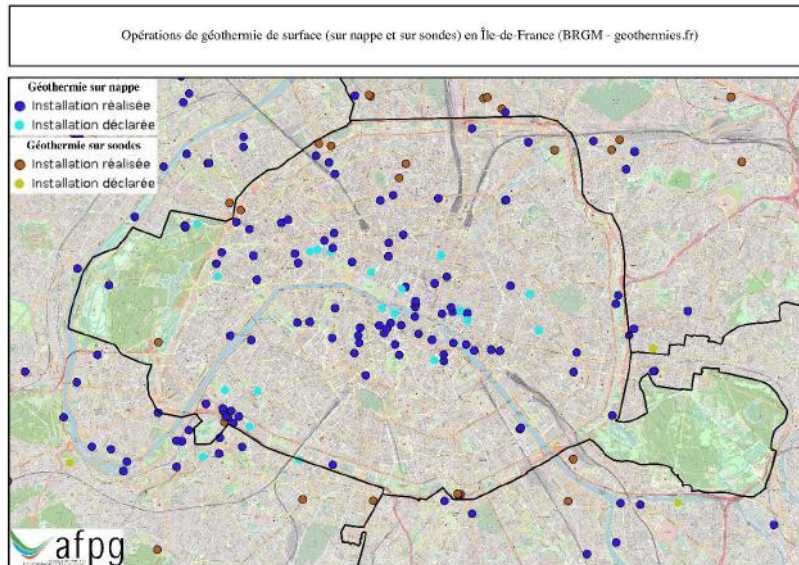 Opérations de géothermie de surface (sur nappe et sur sondes) en Île-de-France (BRGM - geothermies.fr)
Géothermie sur nappe
Installation réalisée
Installation déclarée
Géothermie sur sondes
Installation réalisée
Installation déclarée
afpg